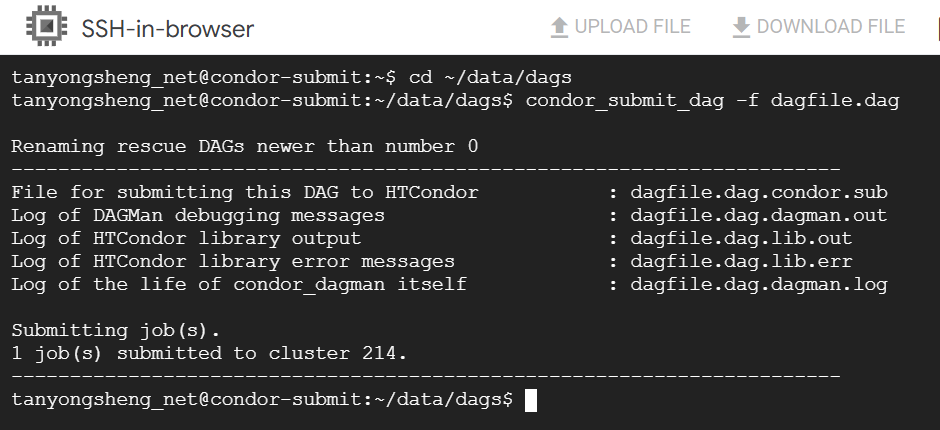 SSH-in-browser UPLOAD FILE DOWNLOAD FILE
tanyongsheng_net@condor-submit:~$ cd ~/data/dags
tanyongsheng_net@condor-submit:~/data/dags$ condor_submit_dag -f dagfile.dag
Renaming rescue DAGs newer than number 0
-----------------------------------------------------------------------
File for submitting this DAG to HTCondor           : dagfile.dag.condor.sub
Log of DAGMan debugging messages                   : dagfile.dag.dagman.out
Log of HTCondor library output                     : dagfile.dag.lib.out
Log of HTCondor library error messages             : dagfile.dag.lib.err
Log of the life of condor_dagman itself            : dagfile.dag.dagman.log
Submitting job(s).
1 job(s) submitted to cluster 214.
-----------------------------------------------------------------------
tanyongsheng_net@condor-submit:~/data/dags$